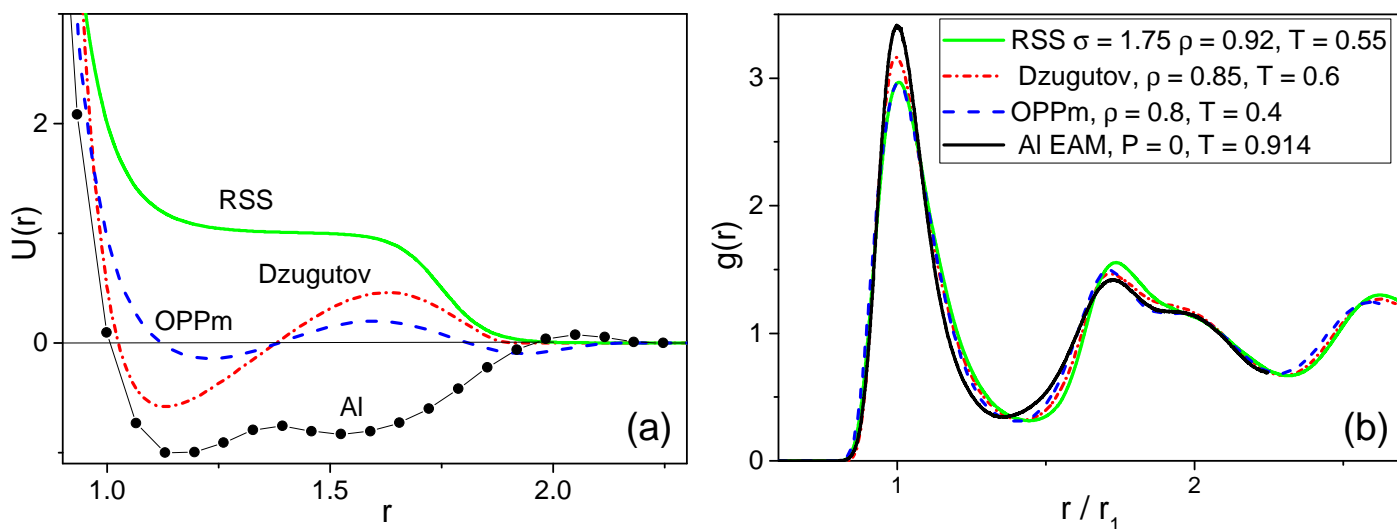 2
0
U(r)
RSS
Dzugutov
OPPm
Al
(a)
1.0 1.5 2.0
r
3
2
1
0
g(r)
RSS σ = 1.75 ρ = 0.92, T = 0.55
Dzugutov, ρ = 0.85, T = 0.6
OPPm, ρ = 0.8, T = 0.4
Al EAM, P = 0, T = 0.914
(b)
1 2
r / r₁